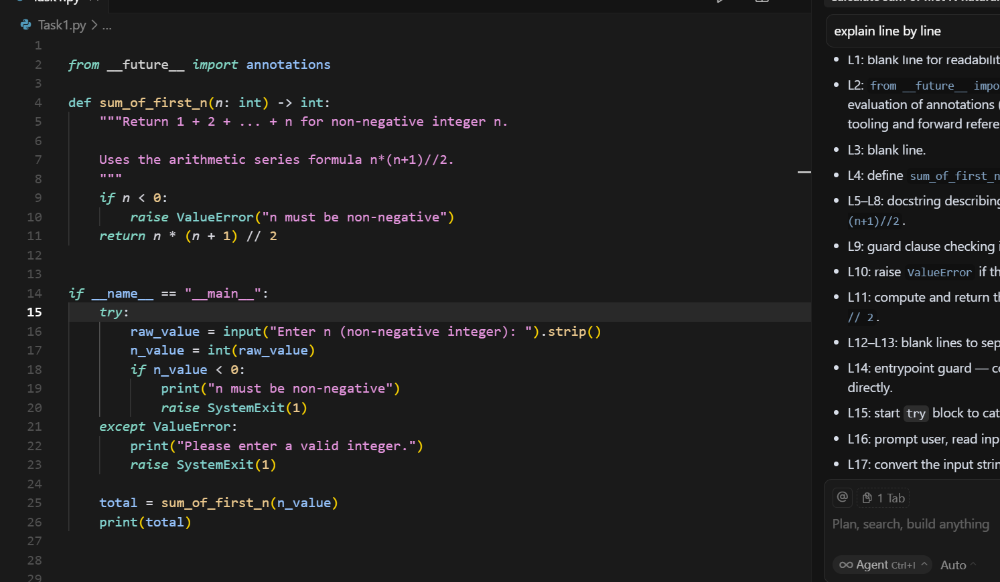 Task1.py > ...
1
2 from __future__ import annotations
3
4 def sum_of_first_n(n: int) -> int:
5 """Return 1 + 2 + ... + n for non-negative integer n.
6
7 Uses the arithmetic series formula n*(n+1)//2.
8 """
9 if n < 0:
10 raise ValueError("n must be non-negative")
11 return n * (n + 1) // 2
12
13
14 if __name__ == "__main__":
15 try:
16 raw_value = input("Enter n (non-negative integer): ").strip()
17 n_value = int(raw_value)
18 if n_value < 0:
19 print("n must be non-negative")
20 raise SystemExit(1)
21 except ValueError:
22 print("Please enter a valid integer.")
23 raise SystemExit(1)
24
25 total = sum_of_first_n(n_value)
26 print(total)
27
28
29
explain line by line
• L1: blank line for readabilit
• L2: from __future__ impo
evaluation of annotations (
tooling and forward refere
• L3: blank line.
• L4: define sum_of_first_n
• L5–L8: docstring describing
(n+1)//2.
• L9: guard clause checking i
• L10: raise ValueError if th
• L11: compute and return th
// 2.
• L12–L13: blank lines to sep
• L14: entrypoint guard — co
directly.
• L15: start try block to cat
• L16: prompt user, read inp
• L17: convert the input strin
@ 1 Tab
Plan, search, build anything
∞ Agent Ctrl+I ^ Auto ^